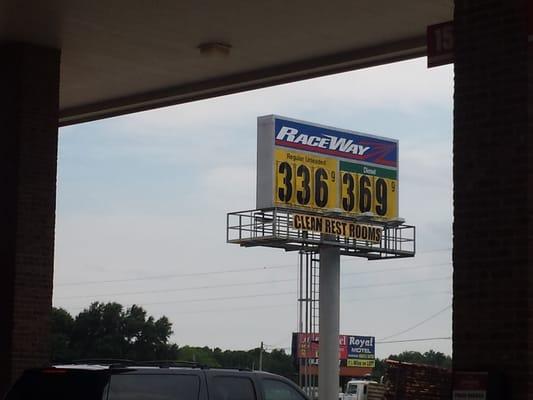 15
RACEWAY
Regular Unleaded
Diesel
336 9
369 9
CLEAN REST ROOMS
Royal
MOTEL